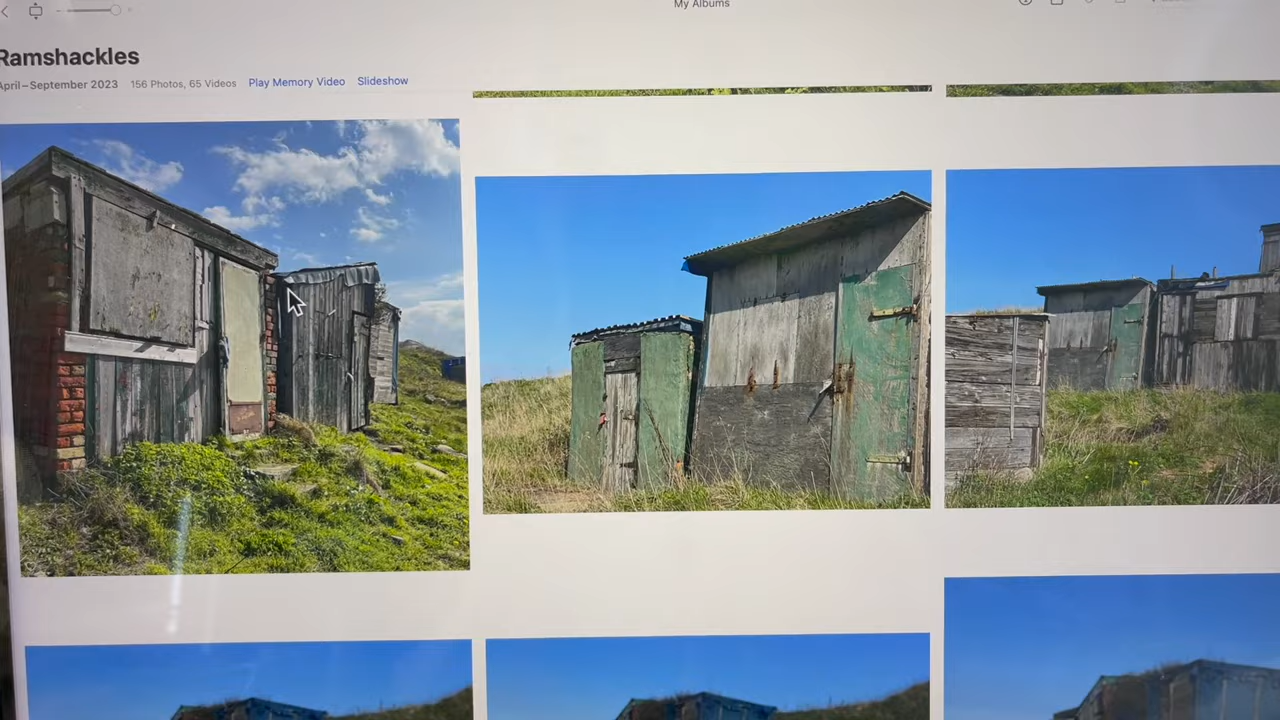 My Albums
Ramshackles
April–September 2023 156 Photos, 65 Videos Play Memory Video Slideshow